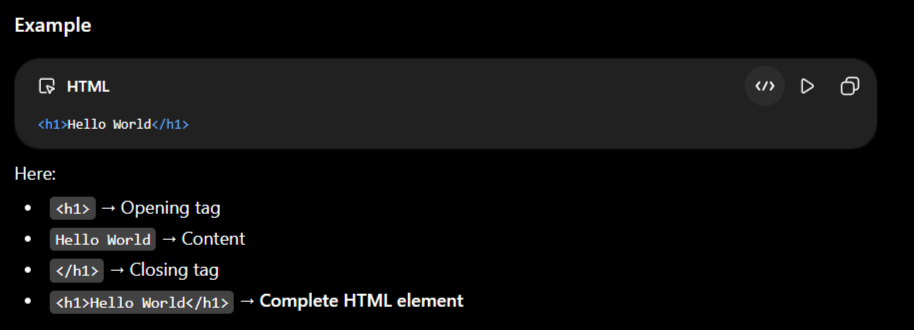 Example
HTML
<h1>Hello World</h1>
Here:
• <h1> → Opening tag
• Hello World → Content
• </h1> → Closing tag
• <h1>Hello World</h1> → Complete HTML element